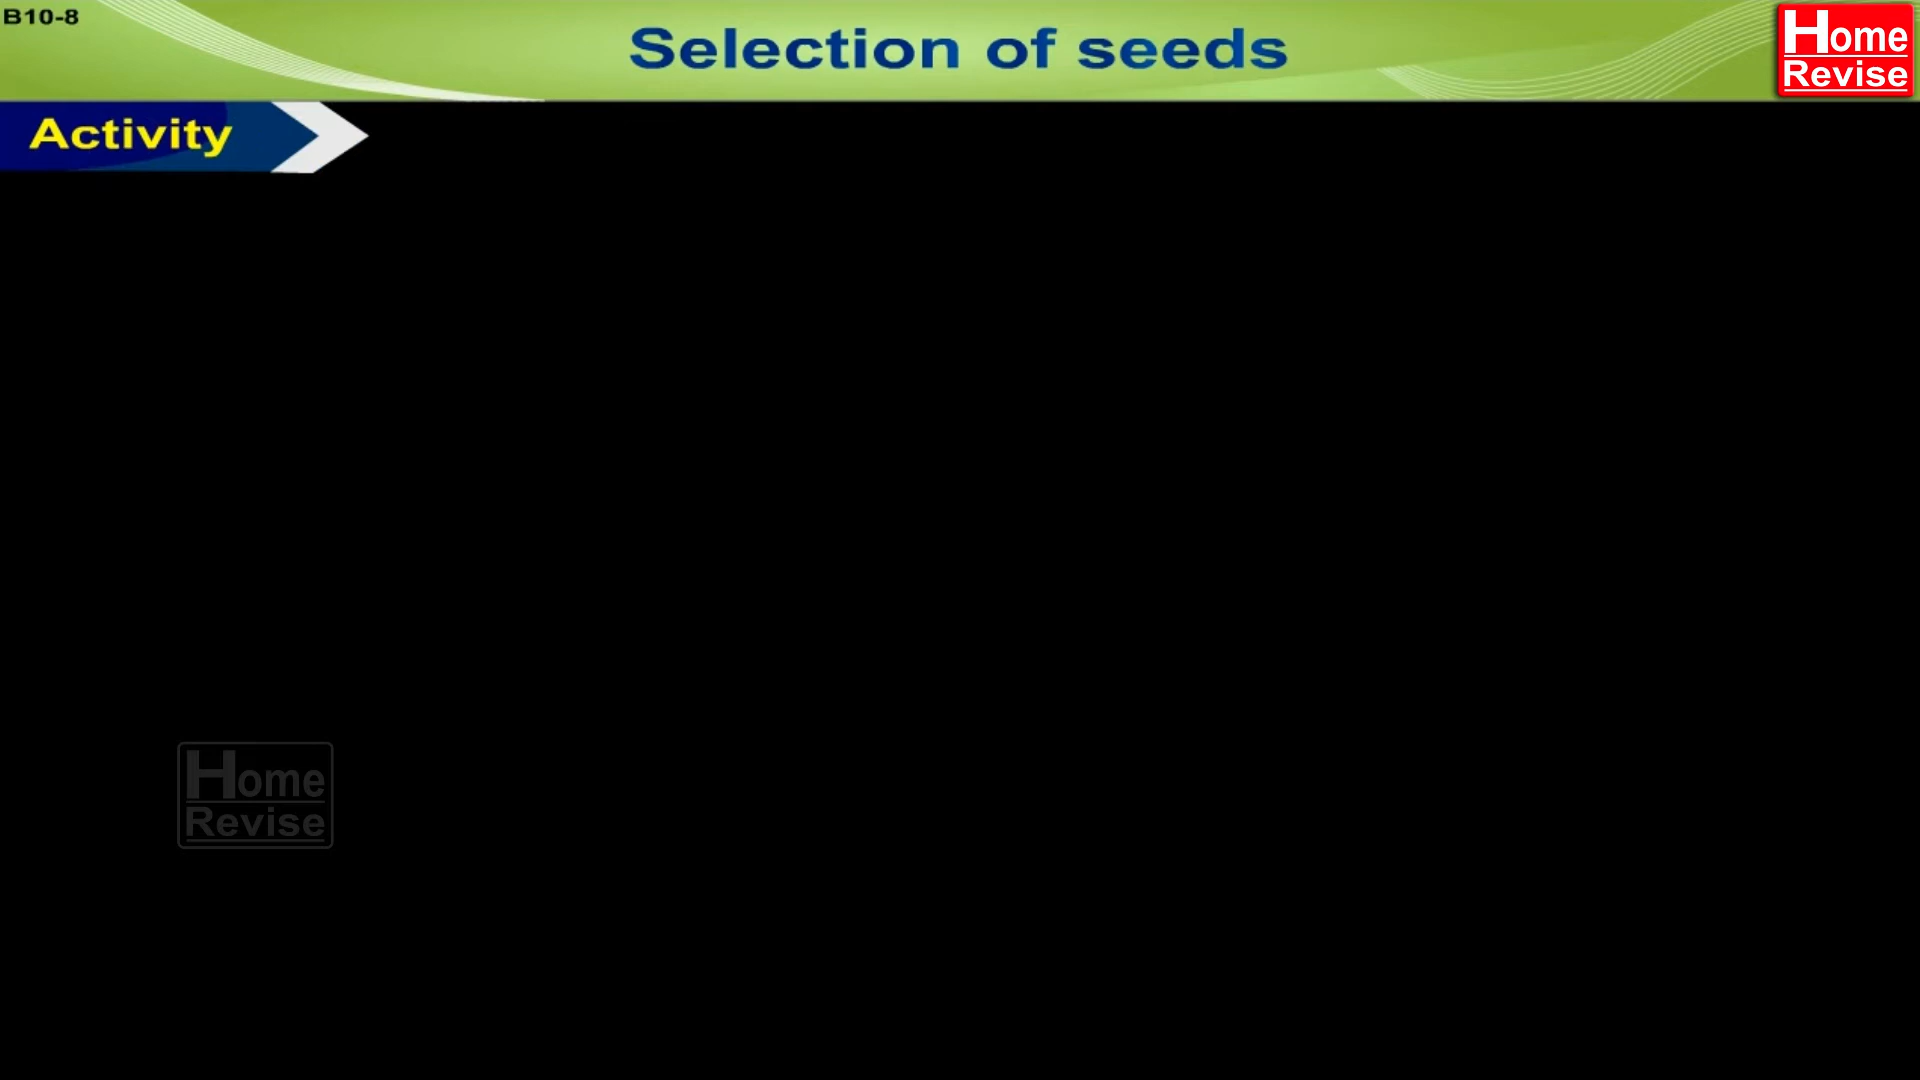 B10-8
Selection of seeds
Home
Revise
Activity
Home
Revise